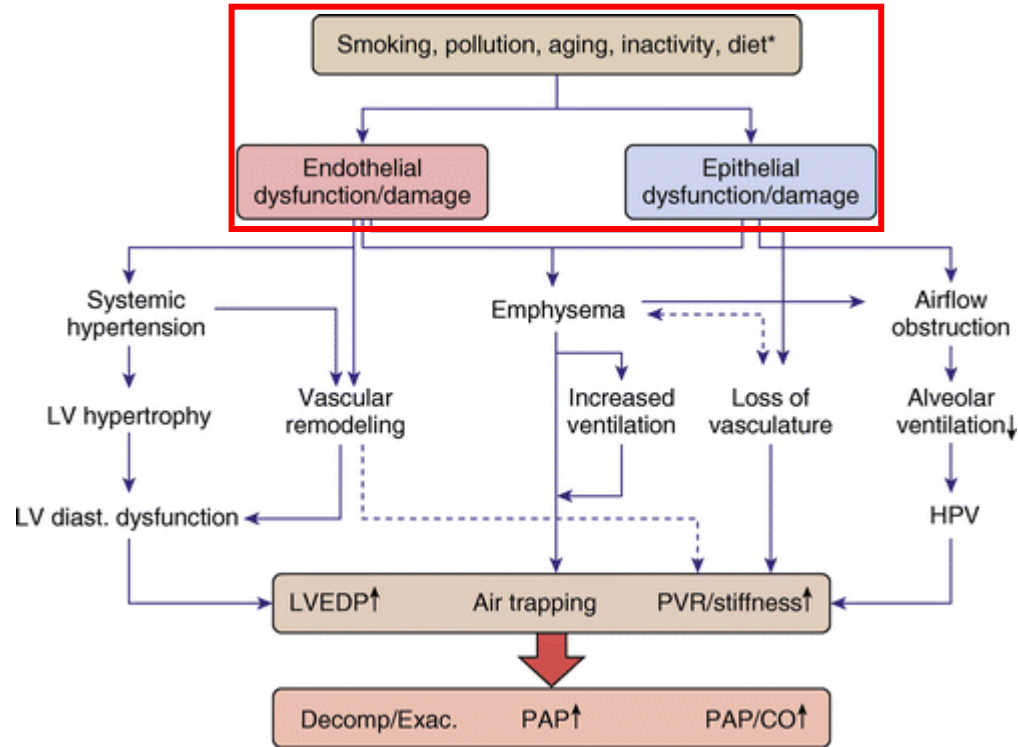 Smoking, pollution, aging, inactivity, diet*
Endothelial
dysfunction/damage
Epithelial
dysfunction/damage
Systemic
hypertension
Emphysema
Airflow
obstruction
LV hypertrophy
Vascular
remodeling
Increased
ventilation
Loss of
vasculature
Alveolar
ventilation↓
LV diast. dysfunction
HPV
LVEDP↑ Air trapping PVR/stiffness↑
Decomp/Exac. PAP↑ PAP/CO↑